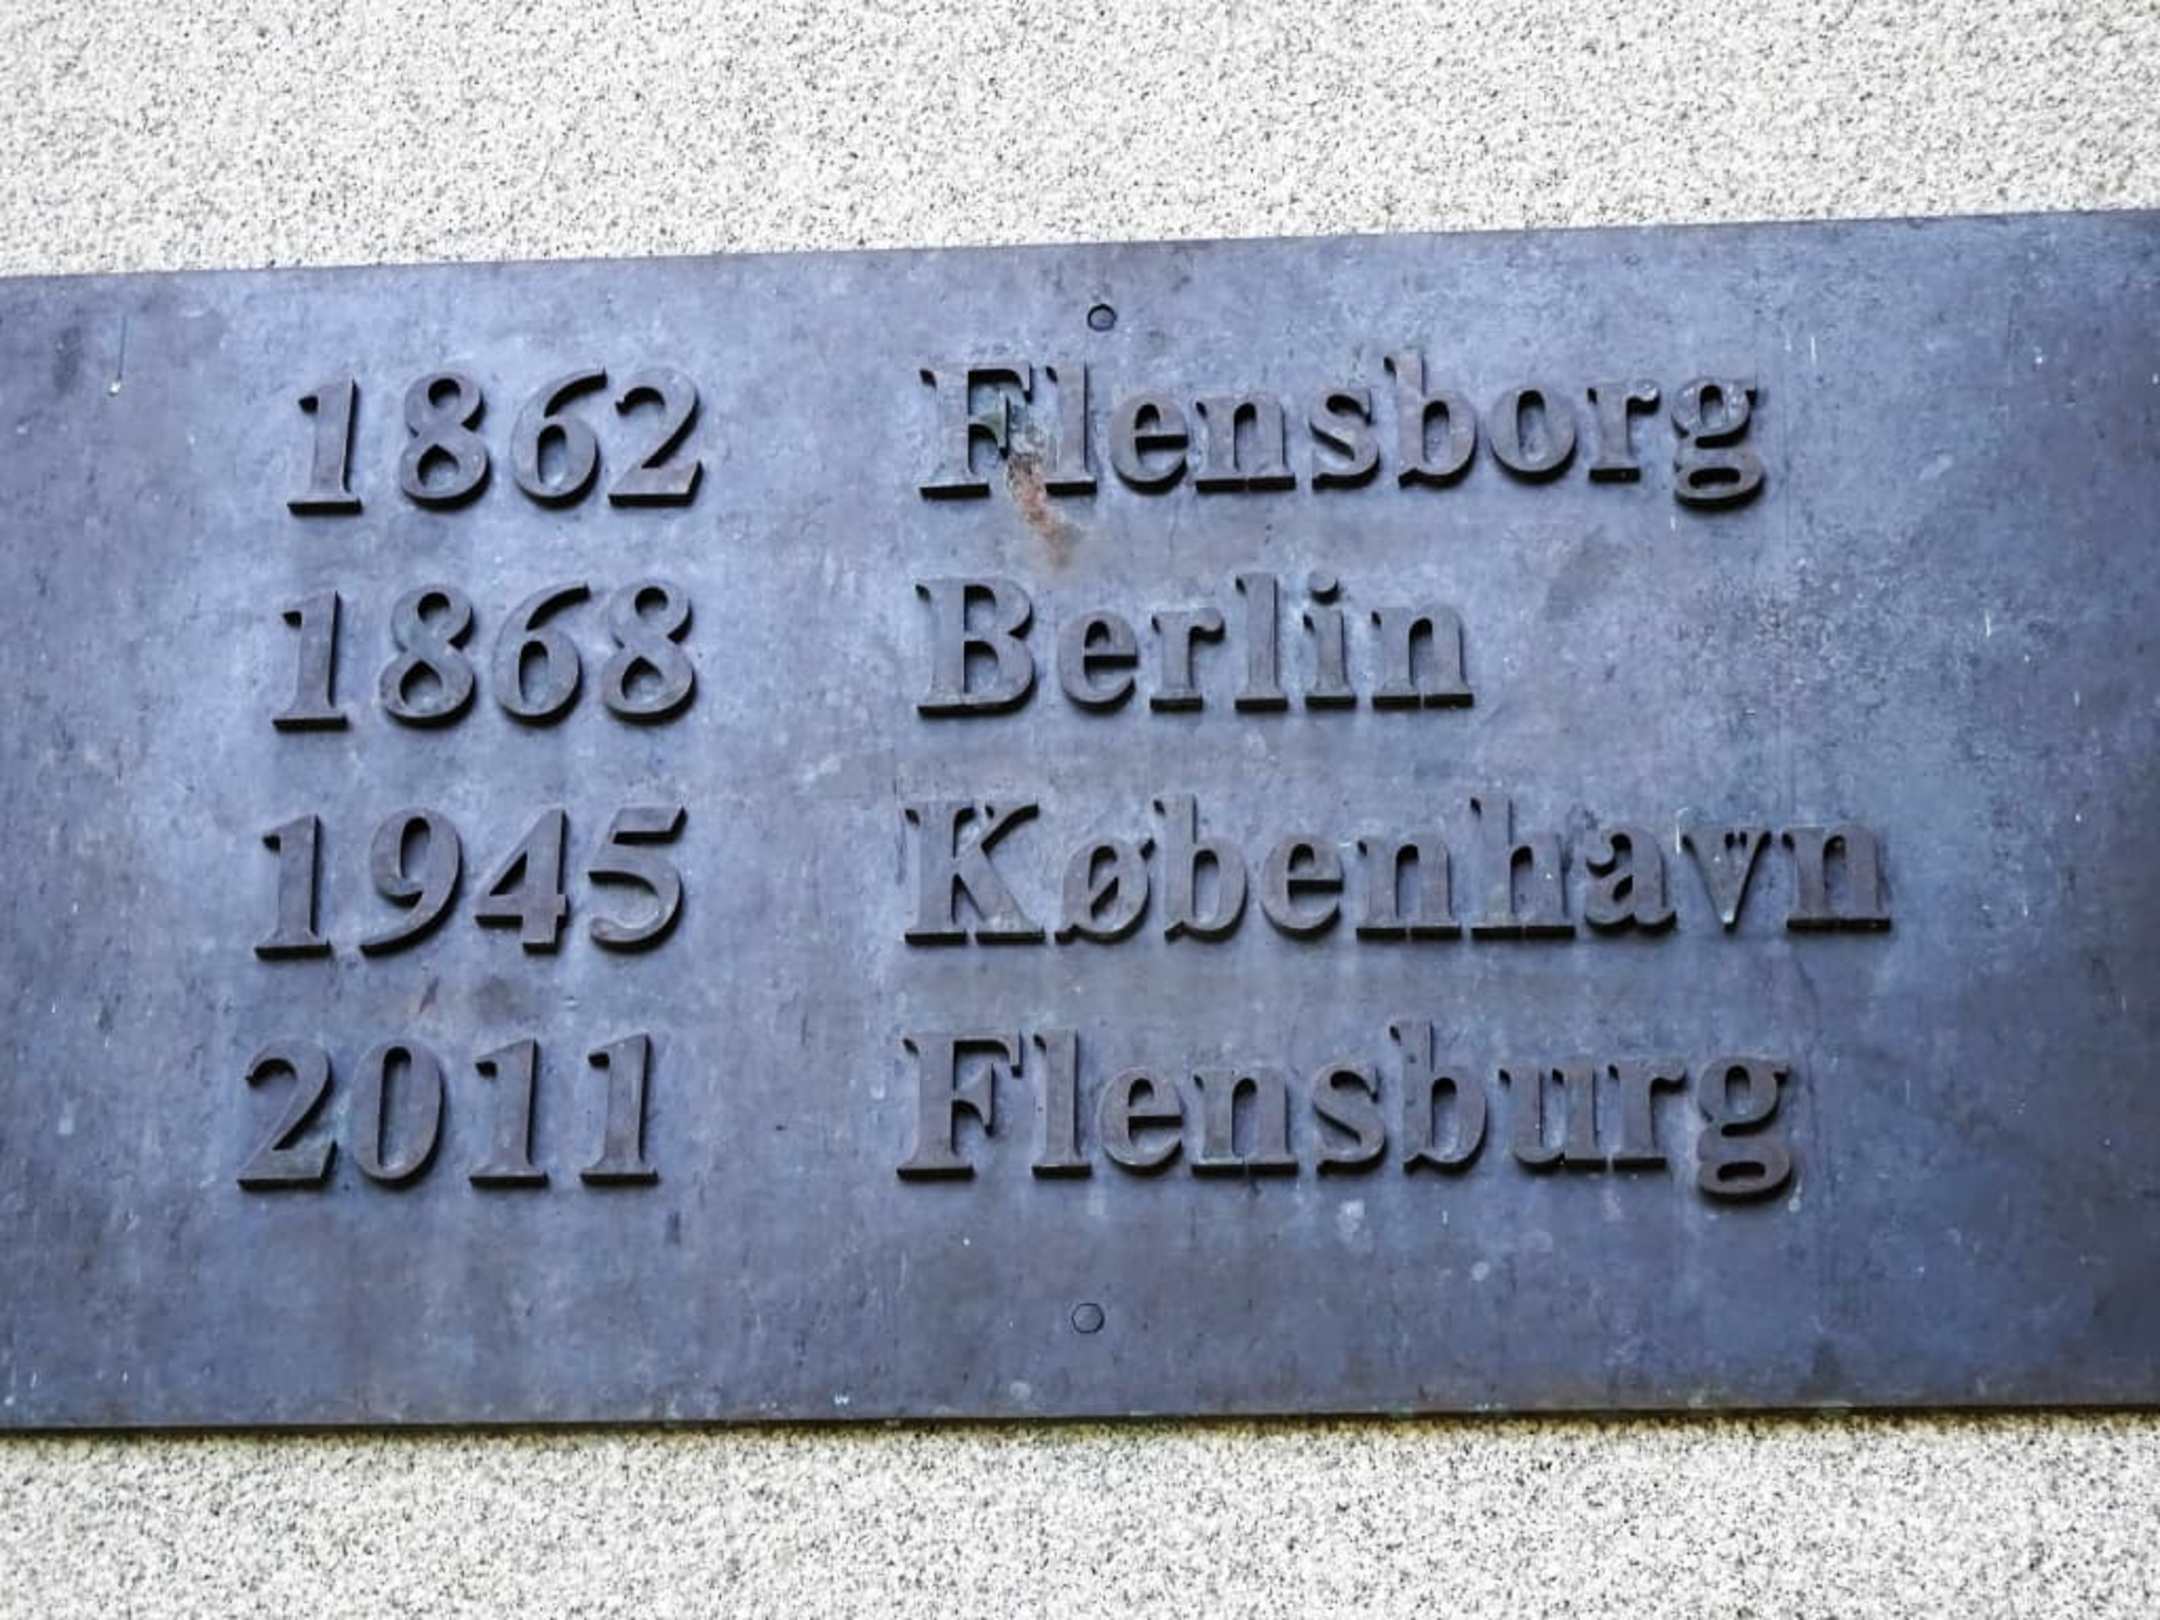 1862 Flensborg
1868 Berlin
1945 København
2011 Flensburg